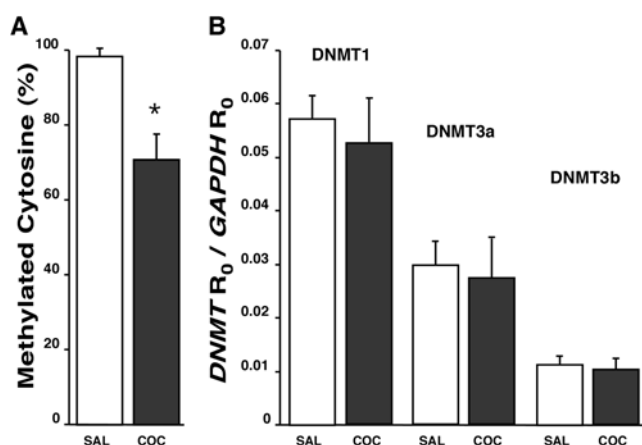 A
Methylated Cytosine (%)
100
80
60
40
20
0
*
SAL COC
B
DNMT R0 / GAPDH R0
0.07
0.06
0.05
0.04
0.03
0.02
0.01
0
DNMT1
DNMT3a
DNMT3b
SAL COC SAL COC SAL COC